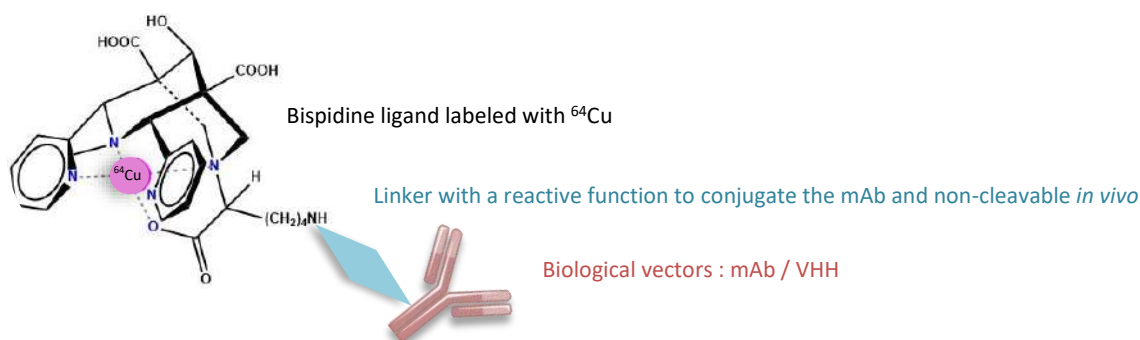 HO
HOOC
COOH
Bispidine ligand labeled with ⁶⁴Cu
N
N
⁶⁴Cu
N
N
H
Linker with a reactive function to conjugate the mAb and non-cleavable in vivo
(CH₂)₄NH
O
O
Biological vectors : mAb / VHH